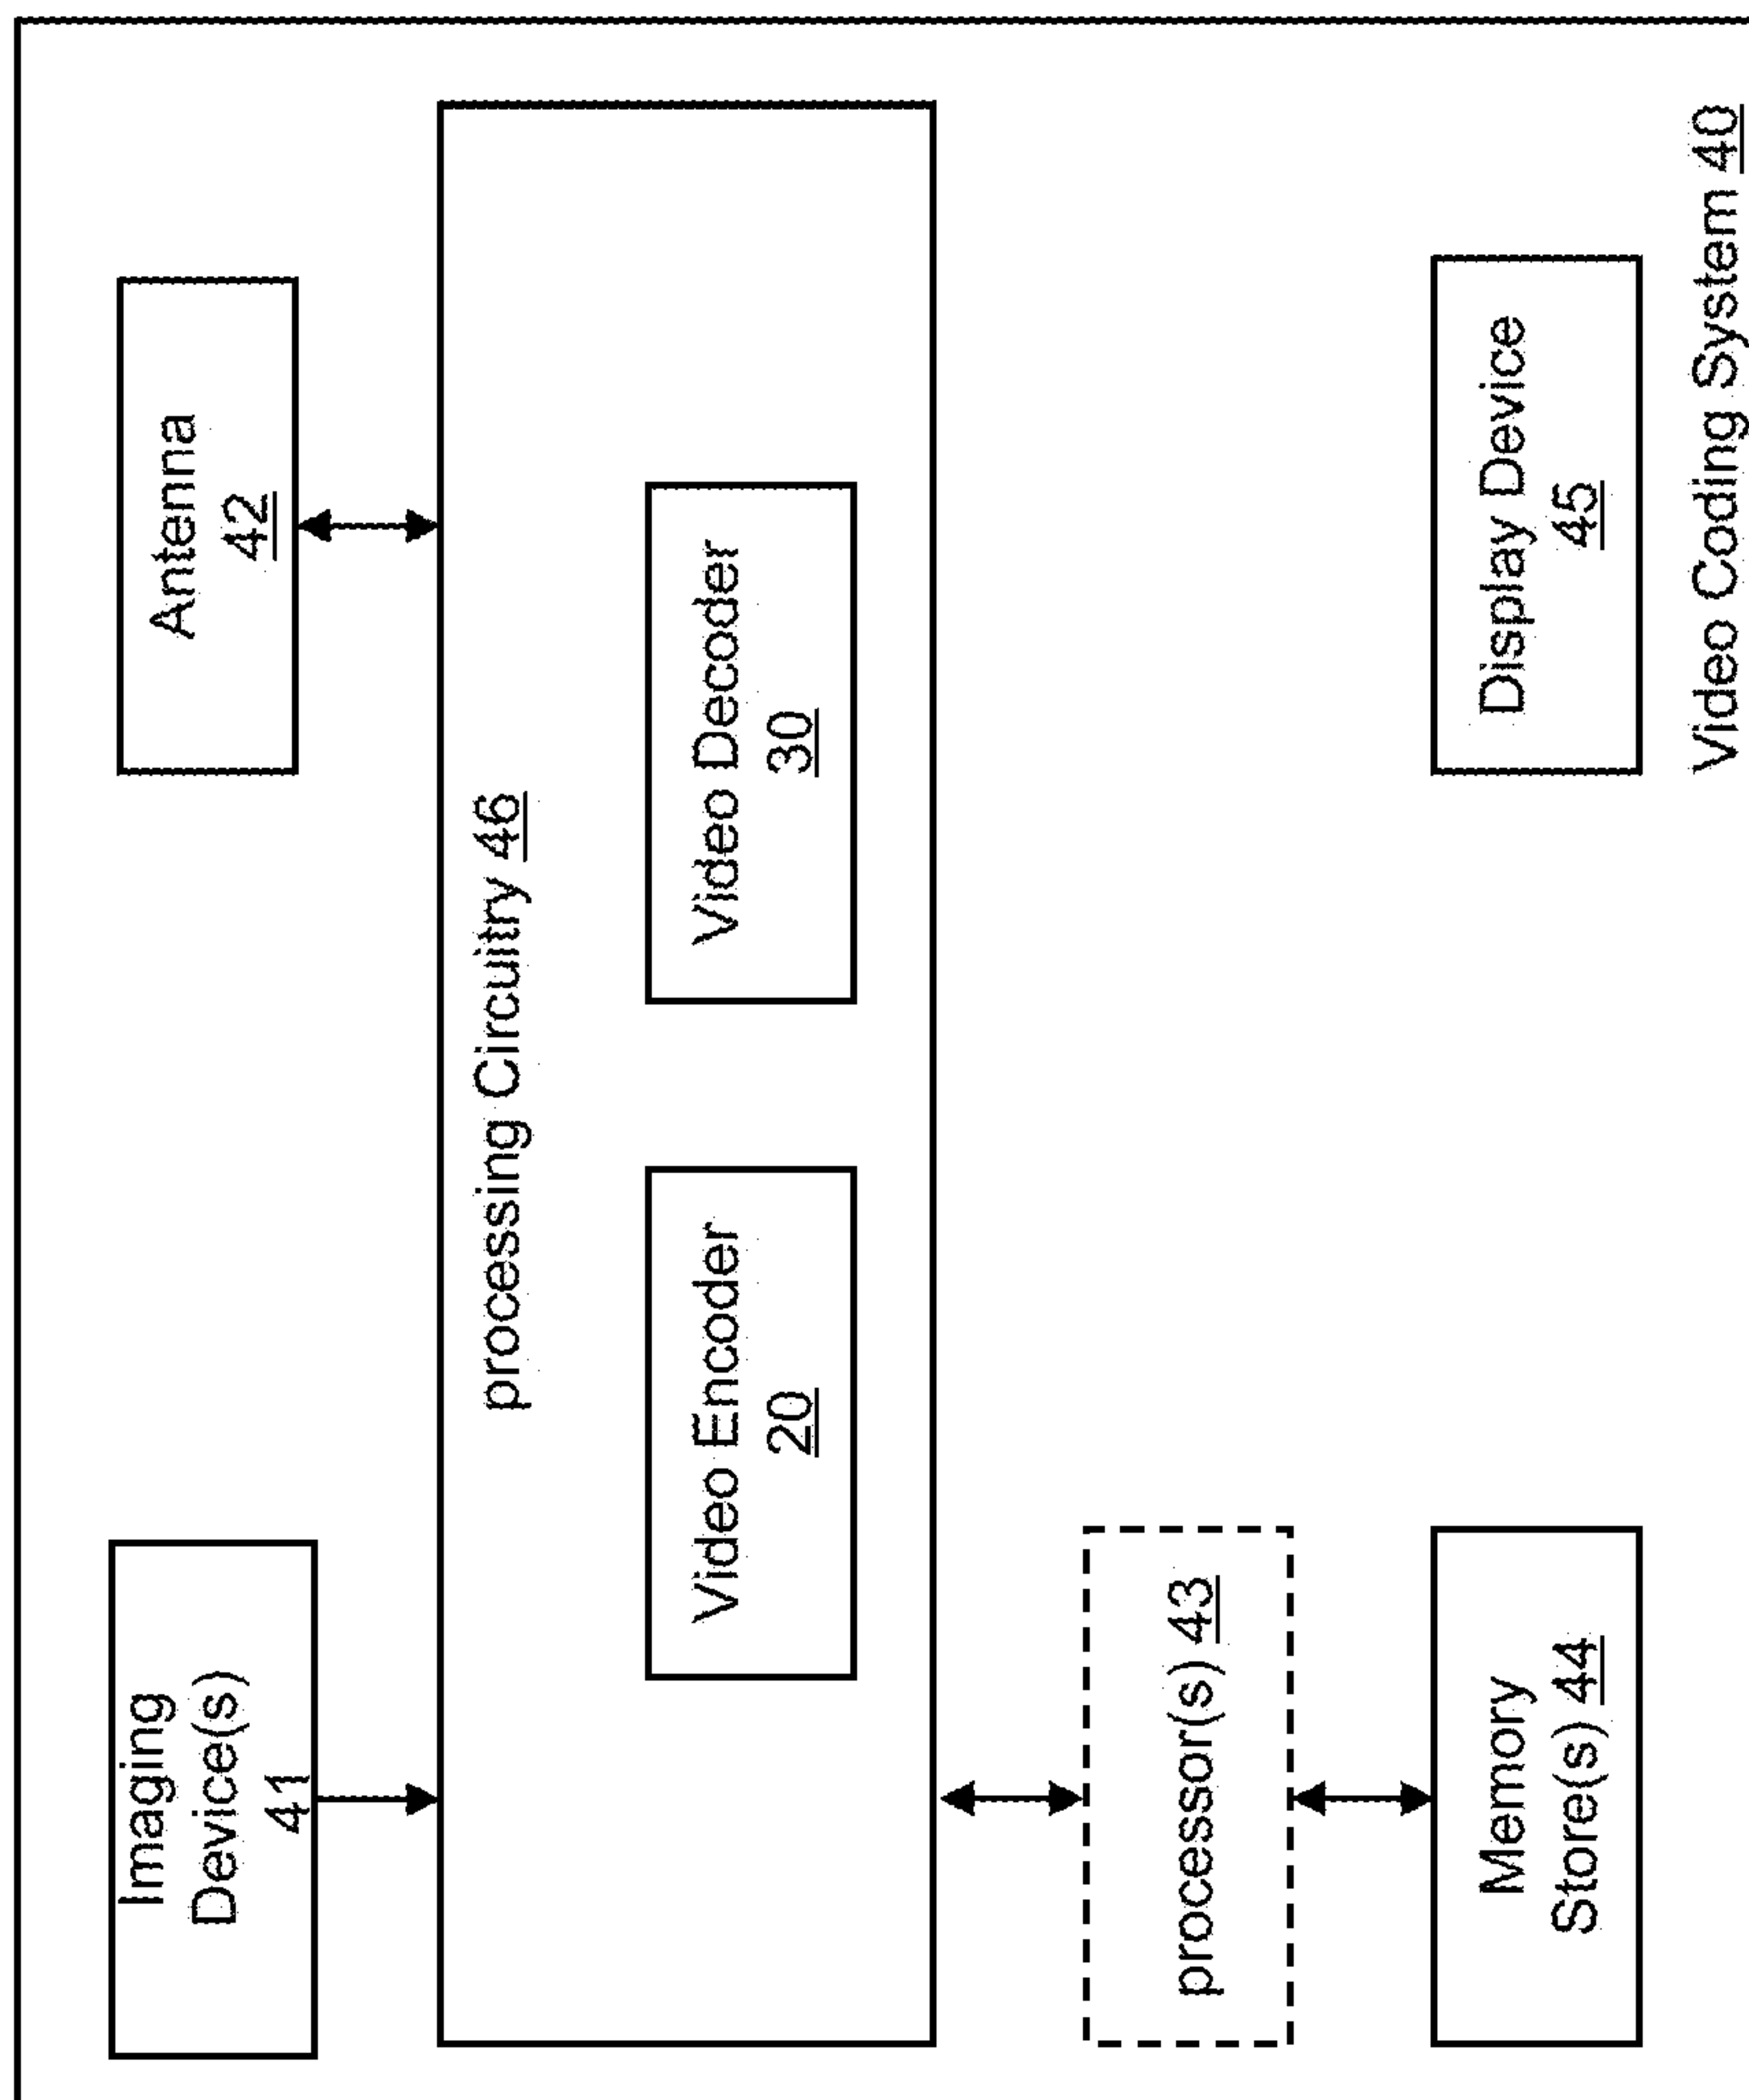 Imaging
Device(s)
41
Antenna
42
processing Circuitry 46
Video Encoder
20
Video Decoder
30
processor(s) 43
Memory
Store(s) 44
Display Device
45
Video Coding System 40